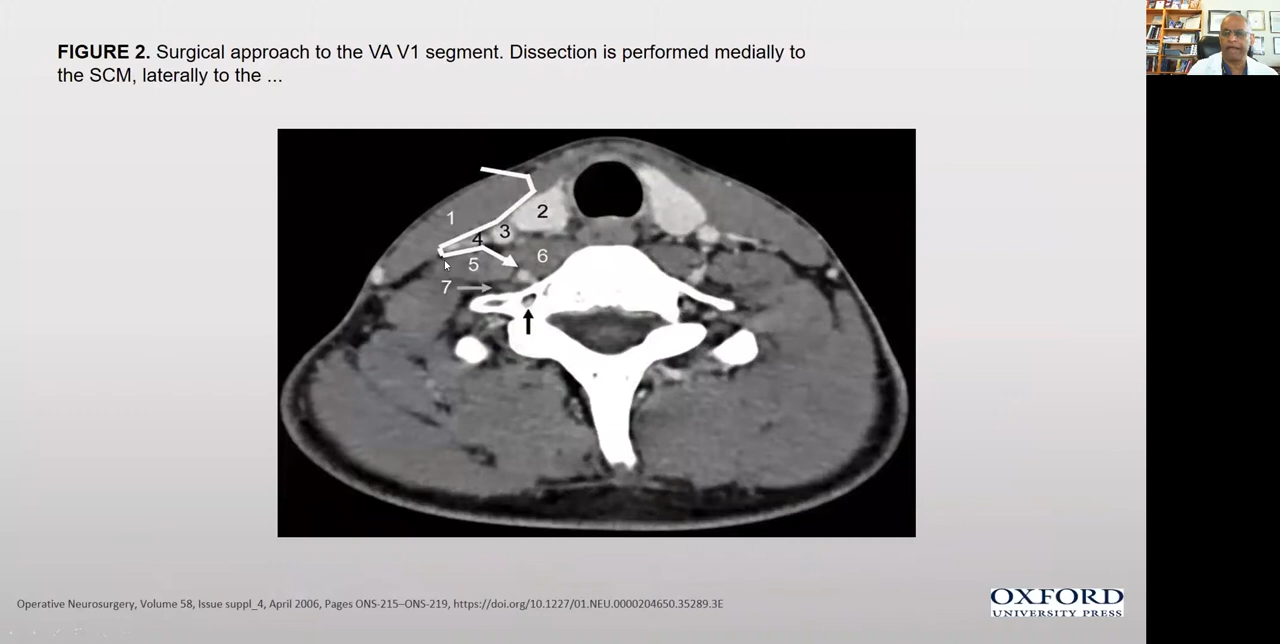 FIGURE 2. Surgical approach to the VA V1 segment. Dissection is performed medially to
the SCM, laterally to the ...
1
2
3
4
5
6
7
Operative Neurosurgery, Volume 58, Issue suppl_4, April 2006, Pages ONS-215–ONS-219, https://doi.org/10.1227/01.NEU.0000204650.35289.3E
OXFORD
UNIVERSITY PRESS